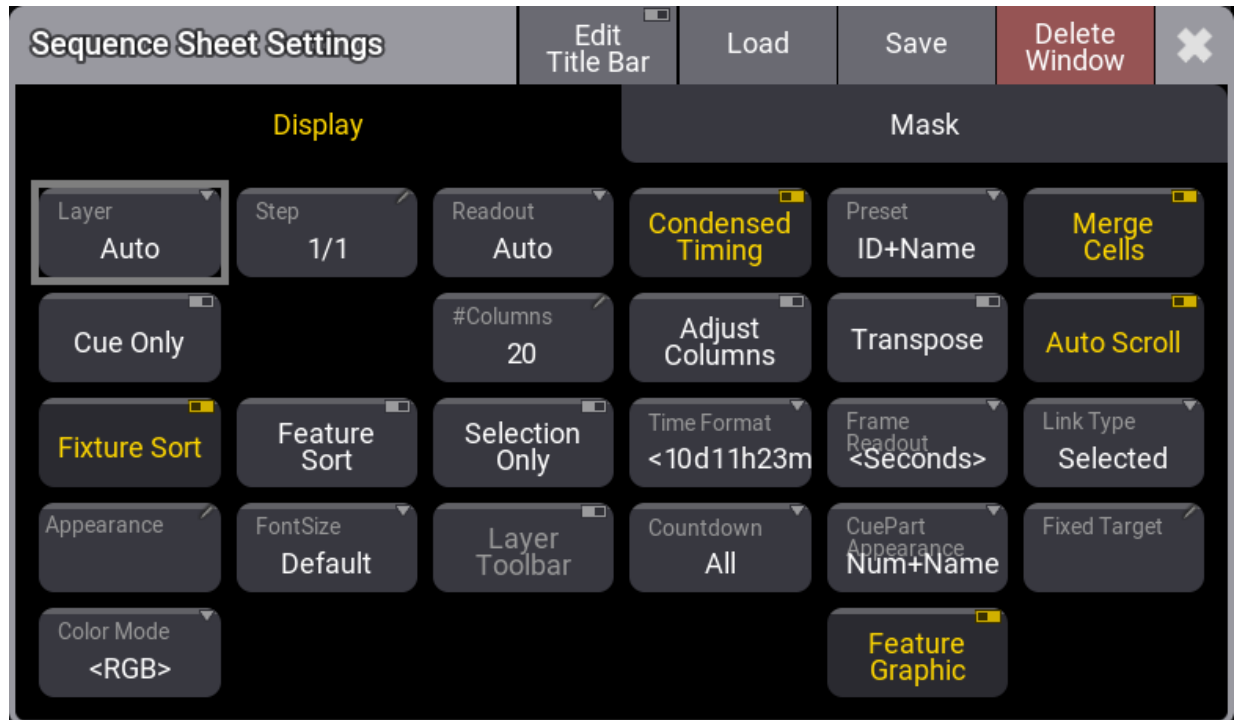 Sequence Sheet Settings
Edit
Title Bar
Load
Save
Delete
Window
Display
Mask
Layer
Auto
Step
1/1
Readout
Auto
Condensed
Timing
Preset
ID+Name
Merge
Cells
Cue Only
#Columns
20
Adjust
Columns
Transpose
Auto Scroll
Fixture Sort
Feature
Sort
Selection
Only
Time Format
<10d11h23m
Frame
Readout
<Seconds>
Link Type
Selected
Appearance
FontSize
Default
Layer
Toolbar
Countdown
All
CuePart
Appearance
Num+Name
Fixed Target
Color Mode
<RGB>
Feature
Graphic